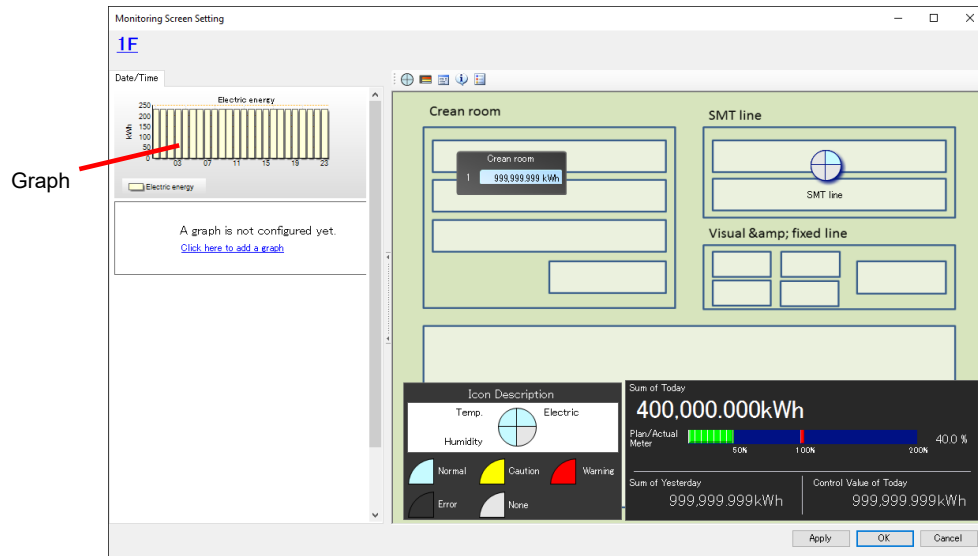 Monitoring Screen Setting
1F
Date/Time
Electric energy
kWh
250
200
150
100
50
0
03 07 11 15 19 23
Electric energy
Graph
A graph is not configured yet.
Click here to add a graph
Crean room
Crean room
1 999,999.999 kWh
SMT line
SMT line
Visual &amp; fixed line
Icon Description
Temp. Electric
Humidity
Normal Caution Warning
Error None
Sum of Today
400,000.000kWh
Plan/Actual
Meter
40.0 %
50% 100% 200%
Sum of Yesterday
999,999.999kWh
Control Value of Today
999,999.999kWh
Apply OK Cancel